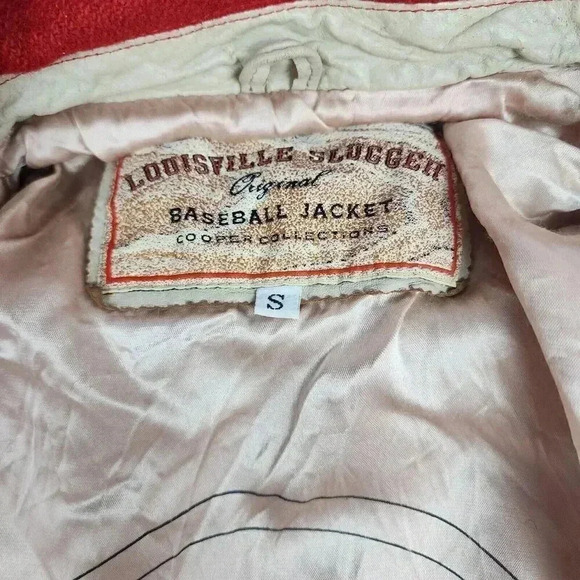 LOUISVILLE SLUGGER
Original
BASEBALL JACKET
COOPER COLLECTIONS.
S